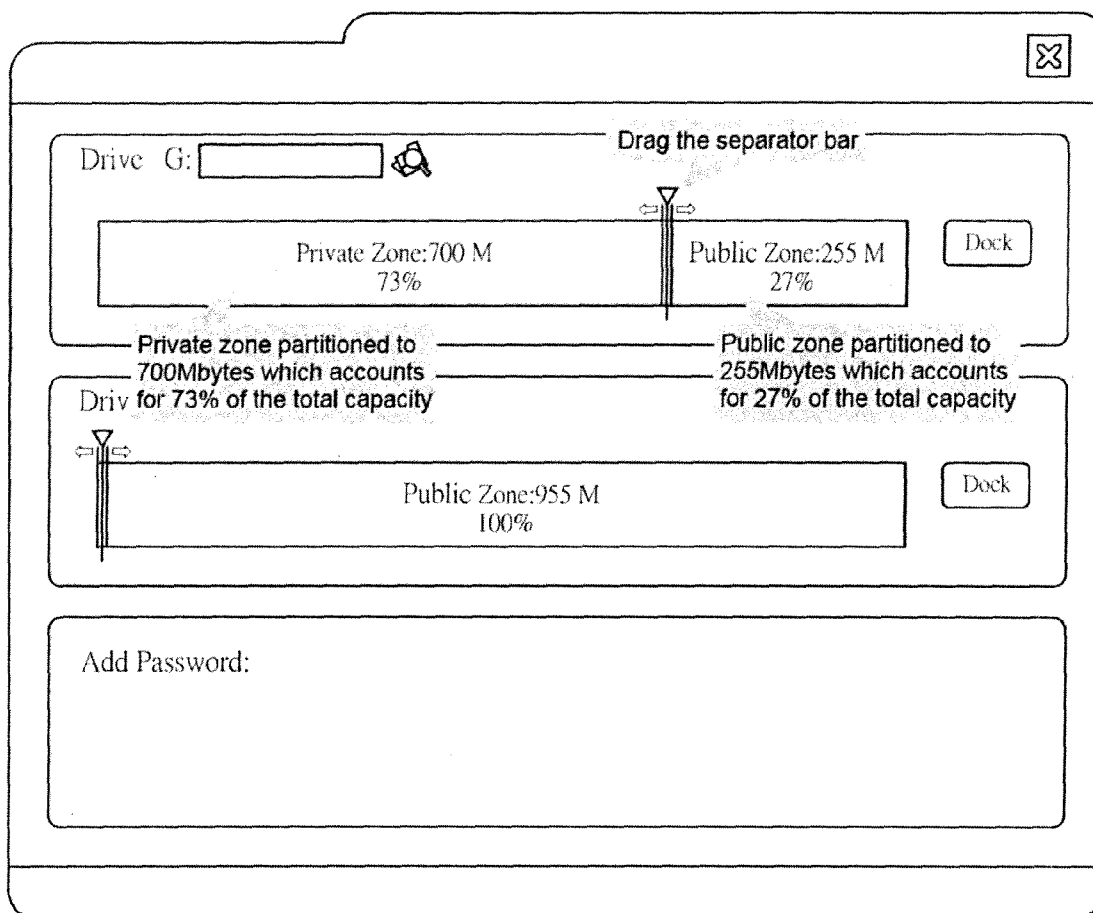 Drag the separator bar
Drive G:
Private Zone:700 M
73%
Public Zone:255 M
27%
Dock
Private zone partitioned to
700Mbytes which accounts
for 73% of the total capacity
Public zone partitioned to
255Mbytes which accounts
for 27% of the total capacity
Driv
Public Zone:955 M
100%
Dock
Add Password: